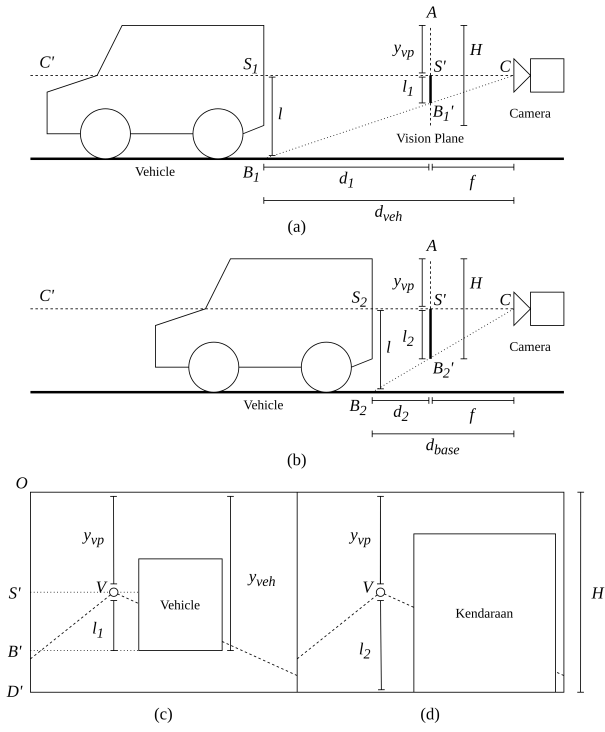 A
y_vp
H
C'
S_1
S'
C
l_1
l
B_1'
Camera
Vision Plane
Vehicle
B_1
d_1
f
d_veh
(a)
A
y_vp
H
C'
S_2
S'
C
l_2
l
Camera
B_2'
Vehicle
B_2
d_2
f
d_base
(b)
O
y_vp
y_vp
y_veh
S'
V
V
H
Vehicle
Kendaraan
l_1
l_2
B'
D'
(c)
(d)